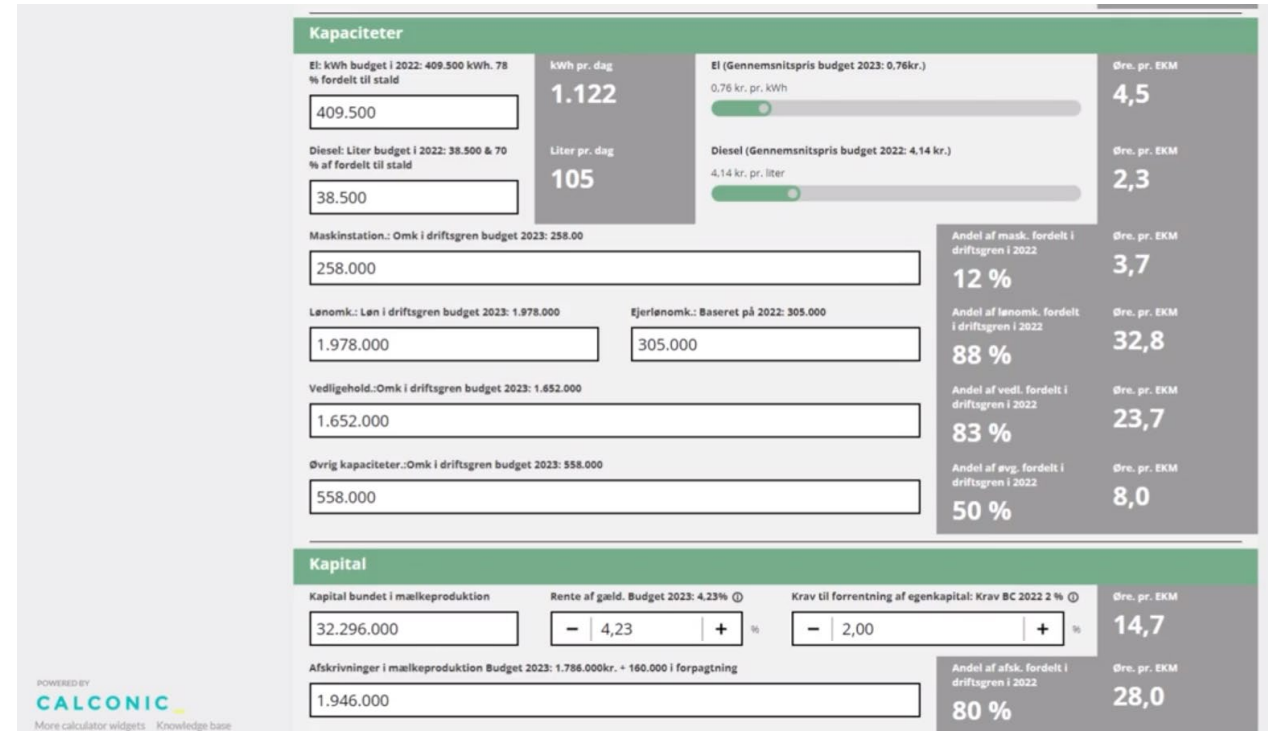 Kapaciteter
El: kWh budget i 2022: 409.500 kWh. 78
% fordelt til stald
409.500
kWh pr. dag
1.122
El (Gennemsnitspris budget 2023: 0,76kr.)
0,76 kr. pr. kWh
Øre. pr. EKM
4,5
Diesel: Liter budget i 2022: 38.500 & 70
% af fordelt til stald
38.500
Liter pr. dag
105
Diesel (Gennemsnitspris budget 2022: 4,14 kr.)
4,14 kr. pr. liter
Øre. pr. EKM
2,3
Maskinstation.: Omk i driftsgren budget 2023: 258.00
258.000
Andel af mask. fordelt i
driftsgren i 2022
12 %
Øre. pr. EKM
3,7
Lønomk.: Løn i driftsgren budget 2023: 1.978.000
1.978.000
Ejerlønomk.: Baseret på 2022: 305.000
305.000
Andel af lønomk. fordelt
i driftsgren i 2022
88 %
Øre. pr. EKM
32,8
Vedligehold.:Omk i driftsgren budget 2023: 1.652.000
1.652.000
Andel af vedl. fordelt i
driftsgren i 2022
83 %
Øre. pr. EKM
23,7
Øvrig kapaciteter.:Omk i driftsgren budget 2023: 558.000
558.000
Andel af øvg. fordelt i
driftsgren i 2022
50 %
Øre. pr. EKM
8,0
Kapital
Kapital bundet i mælkeproduktion
32.296.000
Rente af gæld. Budget 2023: 4,23% ⓘ
− 4,23 + %
Krav til forrentning af egenkapital: Krav BC 2022 2 % ⓘ
− 2,00 + %
Øre. pr. EKM
14,7
Afskrivninger i mælkeproduktion Budget 2023: 1.786.000kr. + 160.000 i forpagtning
1.946.000
Andel af afsk. fordelt i
driftsgren i 2022
80 %
Øre. pr. EKM
28,0
POWERED BY
CALCONIC_
More calculator widgets Knowledge base